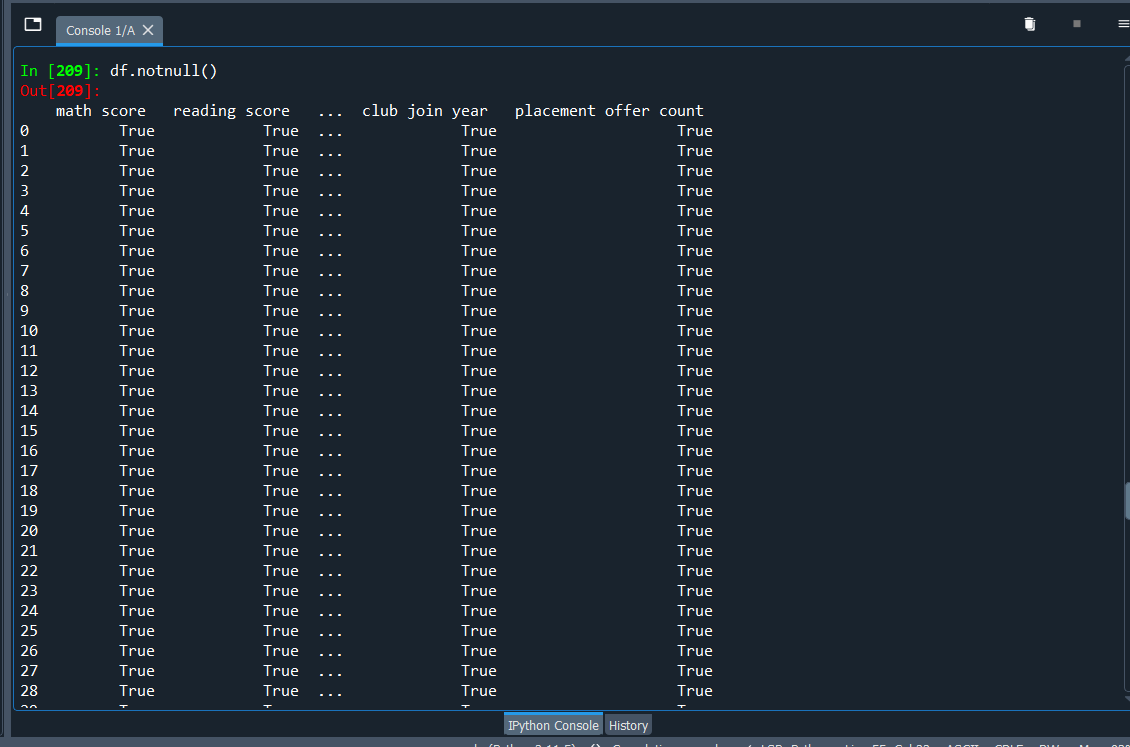 Console 1/A
In [209]: df.notnull()
Out[209]:
math score reading score ... club join year placement offer count
0 True True ... True True
1 True True ... True True
2 True True ... True True
3 True True ... True True
4 True True ... True True
5 True True ... True True
6 True True ... True True
7 True True ... True True
8 True True ... True True
9 True True ... True True
10 True True ... True True
11 True True ... True True
12 True True ... True True
13 True True ... True True
14 True True ... True True
15 True True ... True True
16 True True ... True True
17 True True ... True True
18 True True ... True True
19 True True ... True True
20 True True ... True True
21 True True ... True True
22 True True ... True True
23 True True ... True True
24 True True ... True True
25 True True ... True True
26 True True ... True True
27 True True ... True True
28 True True ... True True
IPython Console History